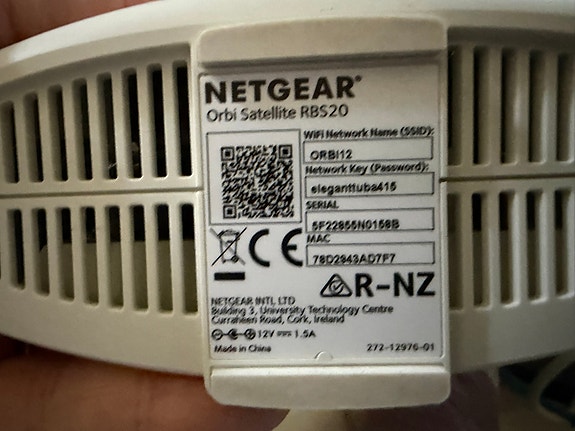 NETGEAR®
Orbi Satellite RBS20
WiFi Network Name (SSID):
ORBI12
Network Key (Password):
eleganttuba415
SERIAL
5F22855N0158B
MAC
78D2943AD7F7
CE
R-NZ
NETGEAR INTL LTD
Building 3, University Technology Centre
Curraheen Road, Cork, Ireland
12V 1.5A
Made in China
272-12976-01